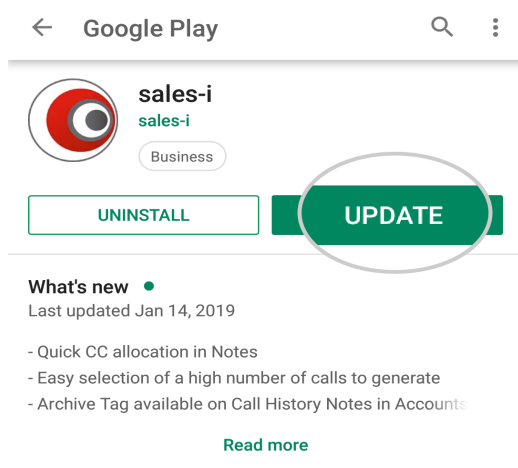 Google Play
sales-i
sales-i
Business
UNINSTALL
UPDATE
What's new
Last updated Jan 14, 2019
- Quick CC allocation in Notes
- Easy selection of a high number of calls to generate
- Archive Tag available on Call History Notes in Accounts
Read more